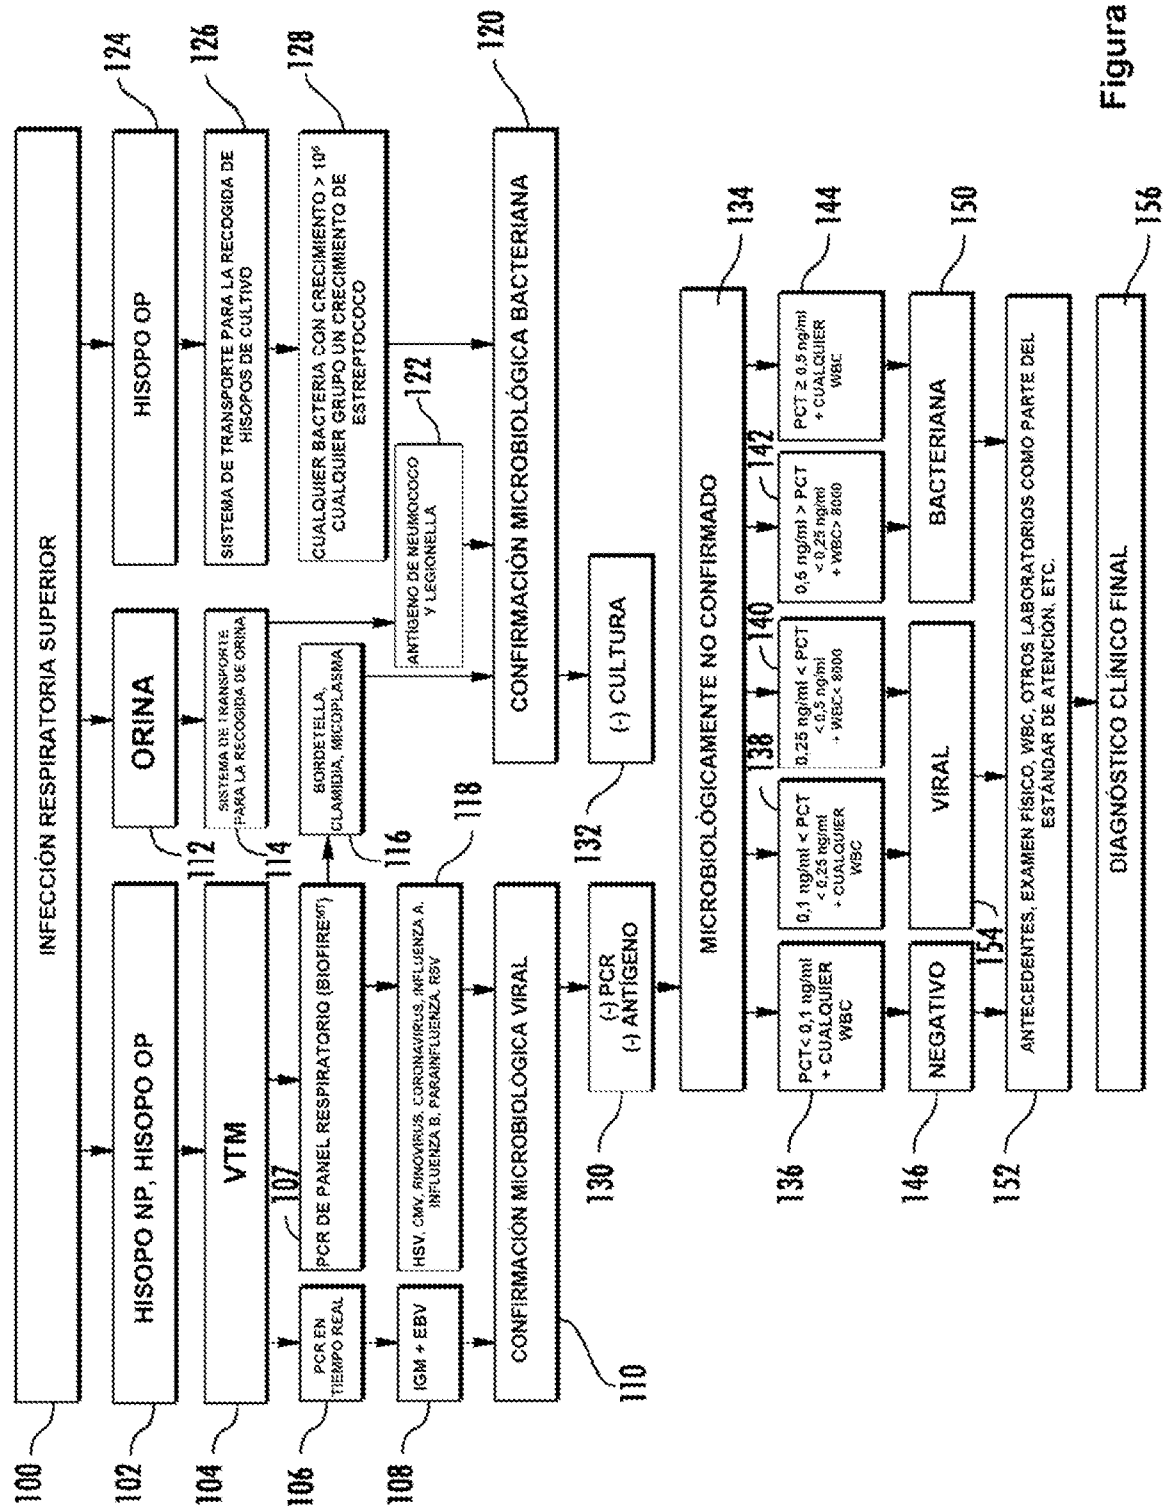 100
INFECCIÓN RESPIRATORIA SUPERIOR
102
HISOPO NP, HISOPO OP
112
ORINA
124
HISOPO OP
104
VTM
114
SISTEMA DE TRANSPORTE
PARA LA RECOGIDA DE ORINA
126
SISTEMA DE TRANSPORTE PARA LA RECOGIDA DE
HISOPOS DE CULTIVO
106
PCR EN
TIEMPO REAL
107
PCR DE PANEL RESPIRATORIO (BIOFIRE
116
BORDETELLA,
CLAMIDIA, MICOPLASMA
128
CUALQUIER BACTERIA CON CRECIMIENTO > 10⁶
CUALQUIER GRUPO UN CRECIMIENTO DE
ESTREPTOCOCO
108
IGM + EBV
118
HSV, CMV, RINOVIRUS, CORONAVIRUS, INFLUENZA A,
INFLUENZA B, PARAINFLUENZA, RSV
122
ANTÍGENO DE NEUMOCOCO
Y LEGIONELLA
110
CONFIRMACIÓN MICROBIOLÓGICA VIRAL
120
CONFIRMACIÓN MICROBIOLÓGICA BACTERIANA
130
(-) PCR
(-) ANTÍGENO
132
(-) CULTURA
134
MICROBIOLÓGICAMENTE NO CONFIRMADO
136
PCT< 0,1 ng/ml
+ CUALQUIER
WBC
138
0,1 ng/ml < PCT
< 0,25 ng/ml
+ CUALQUIER
WBC
140
0,25 ng/ml < PCT
< 0,5 ng/ml
+ WBC< 8000
142
0,5 ng/ml > PCT
< 0,25 ng/ml
+ WBC> 8000
144
PCT ≥ 0,5 ng/ml
+ CUALQUIER
WBC
146
NEGATIVO
154
VIRAL
150
BACTERIANA
152
ANTECEDENTES, EXAMEN FÍSICO, WBC, OTROS LABORATORIOS COMO PARTE DEL
ESTÁNDAR DE ATENCIÓN, ETC.
156
DIAGNÓSTICO CLÍNICO FINAL
Figura